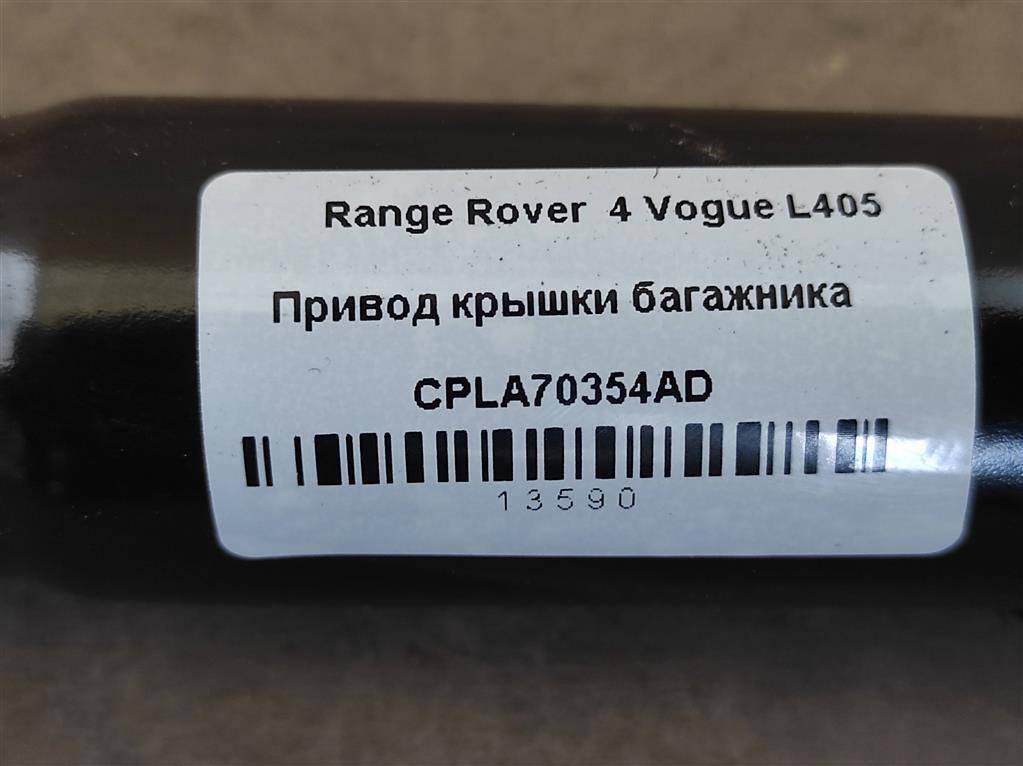 Range Rover 4 Vogue L405
Привод крышки багажника
CPLA70354AD
13590